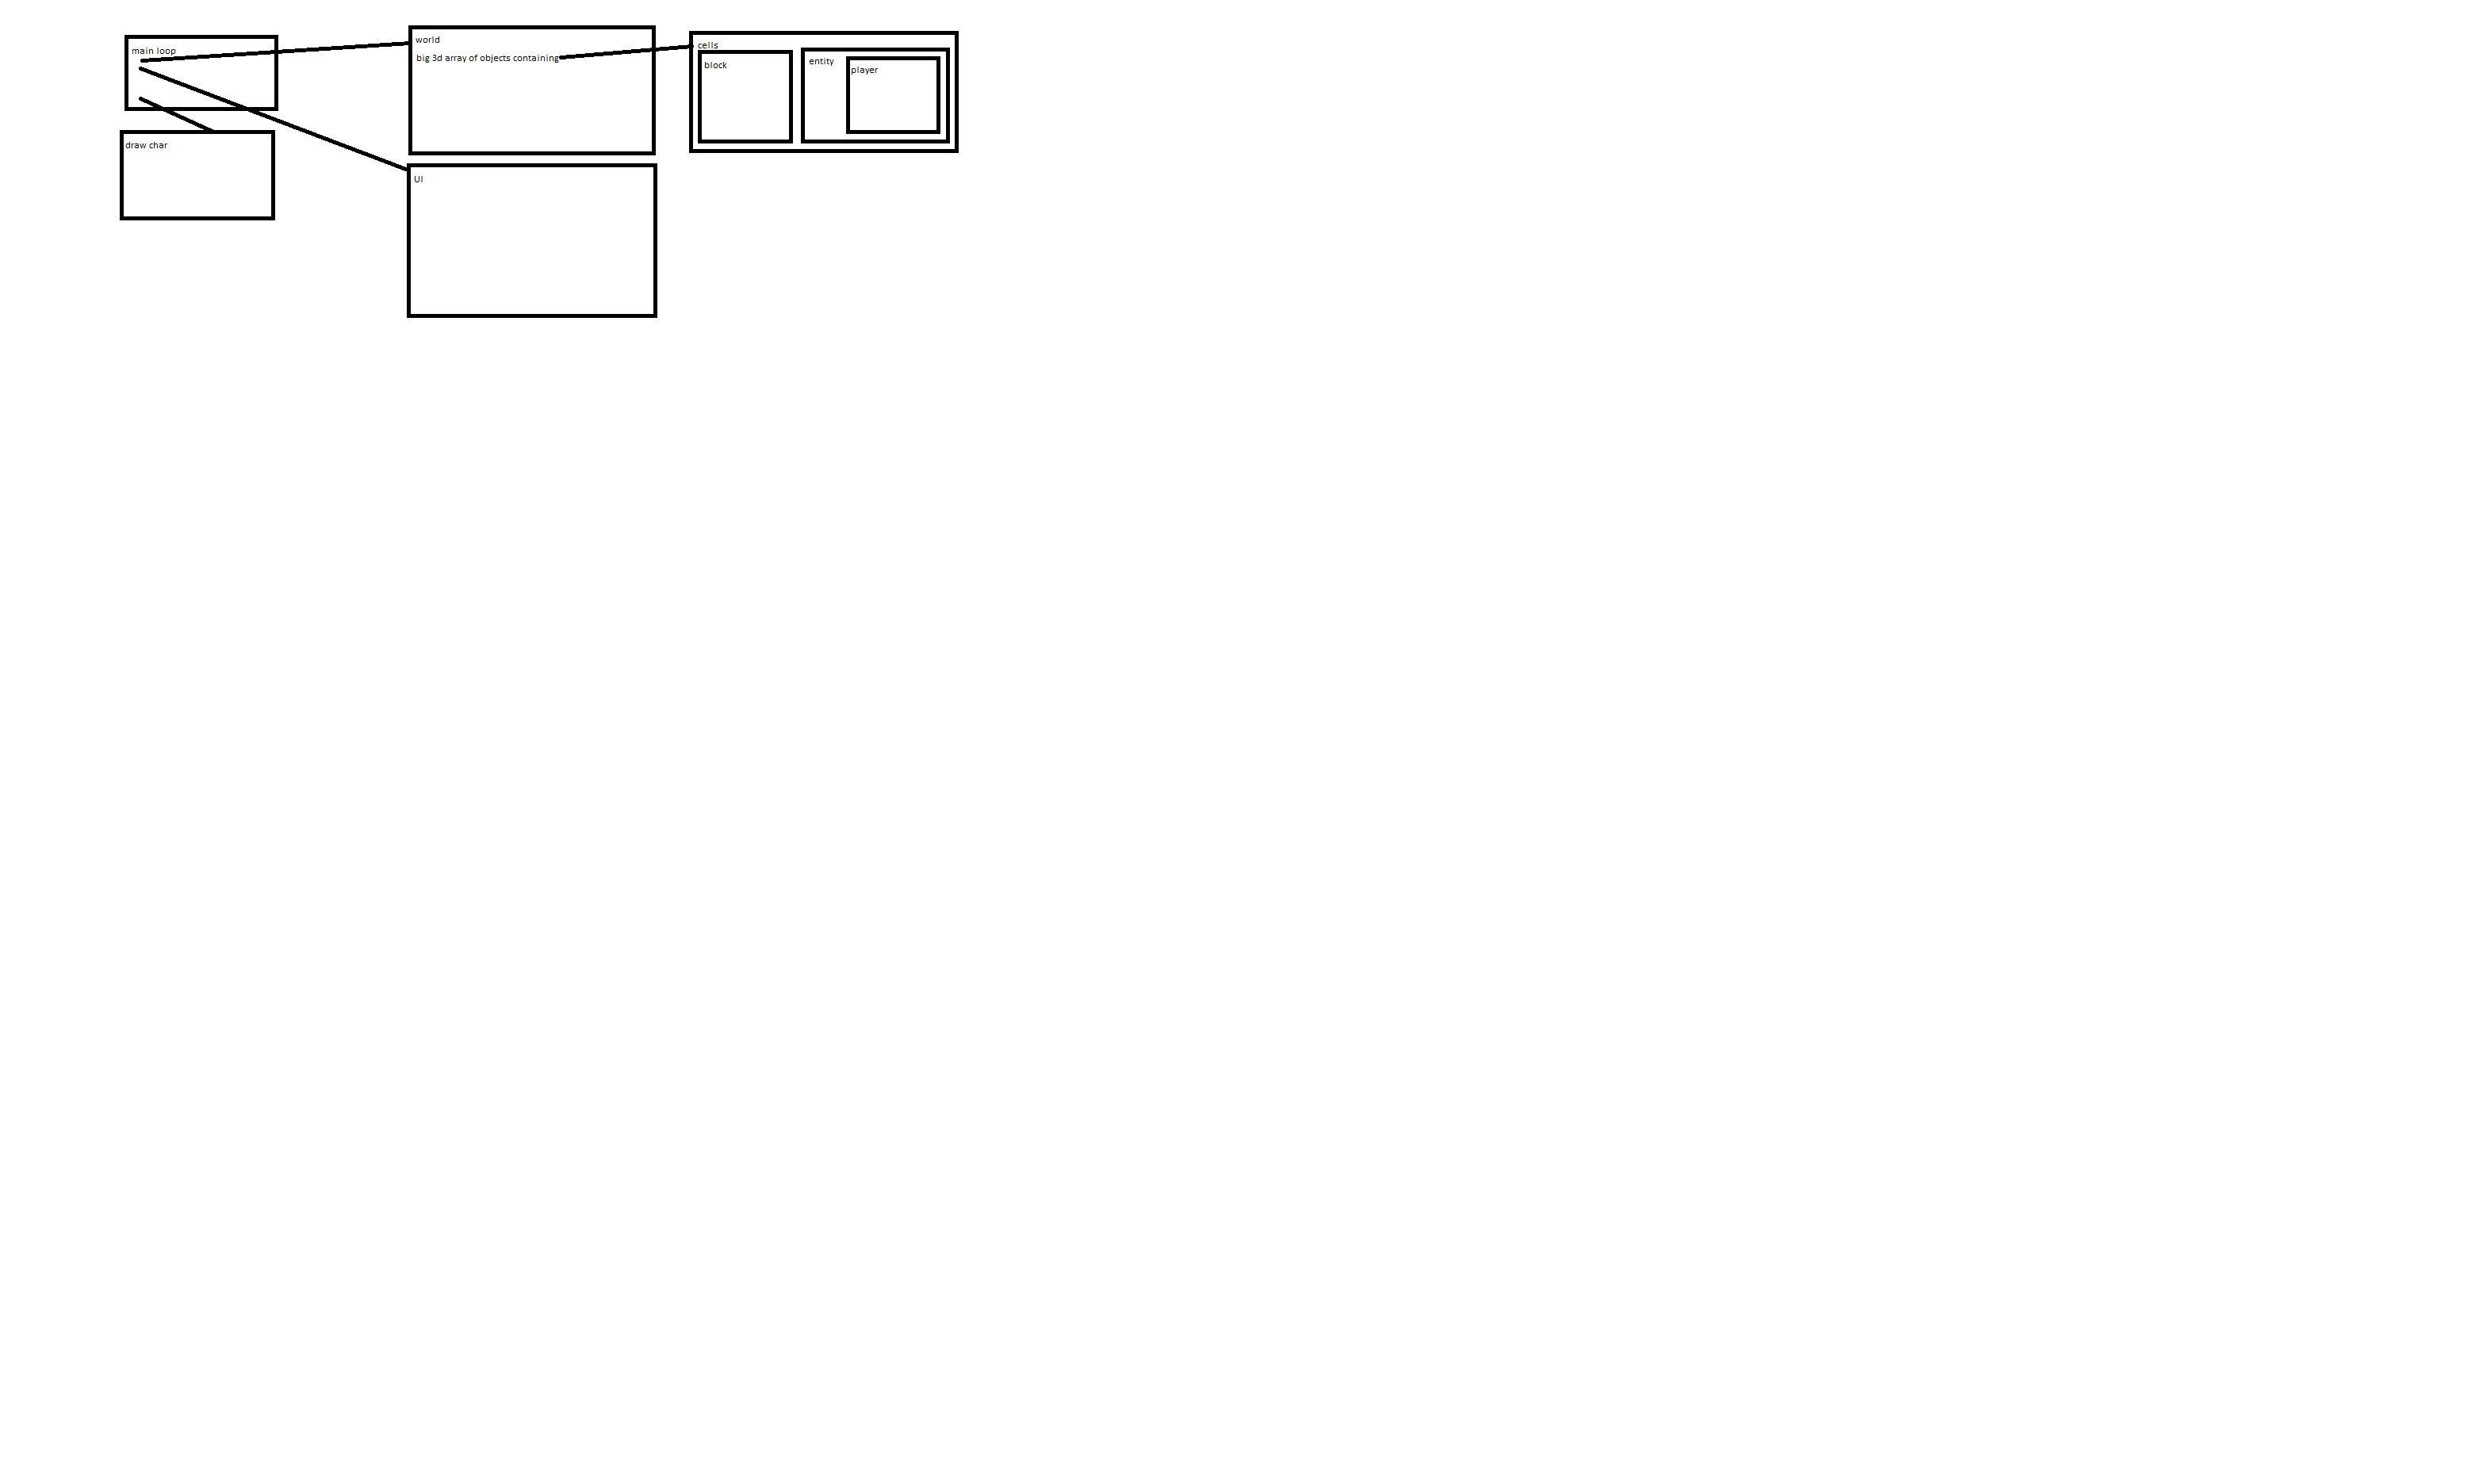 main loop
draw char
world
big 3d array of objects containing
UI
cells
block
entity
player